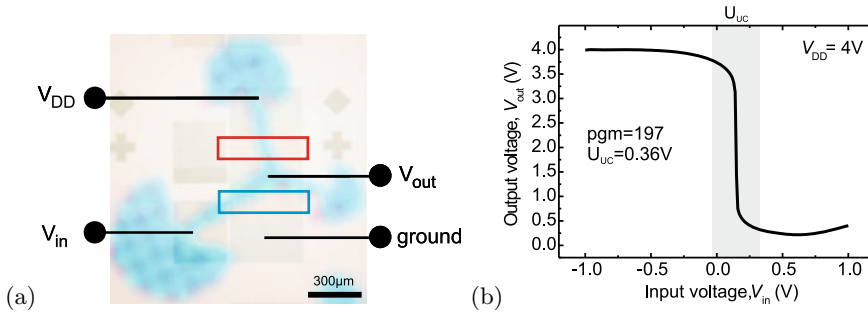 V_DD
V_out
V_in
ground
300µm
(a)
U_UC
V_DD= 4V
pgm=197
U_UC=0.36V
Output voltage, V_out (V)
4.0
3.5
3.0
2.5
2.0
1.5
1.0
0.5
0.0
-1.0 -0.5 0.0 0.5 1.0
Input voltage,V_in (V)
(b)